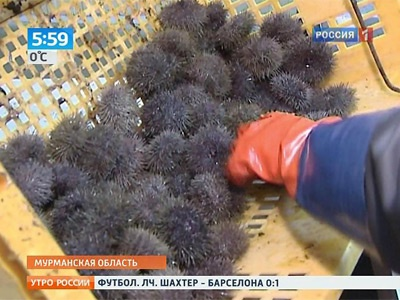 5:59
0°C
РОССИЯ 1
МУРМАНСКАЯ ОБЛАСТЬ
УТРО РОССИИ
ФУТБОЛ. ЛЧ. ШАХТЕР - БАРСЕЛОНА 0:1